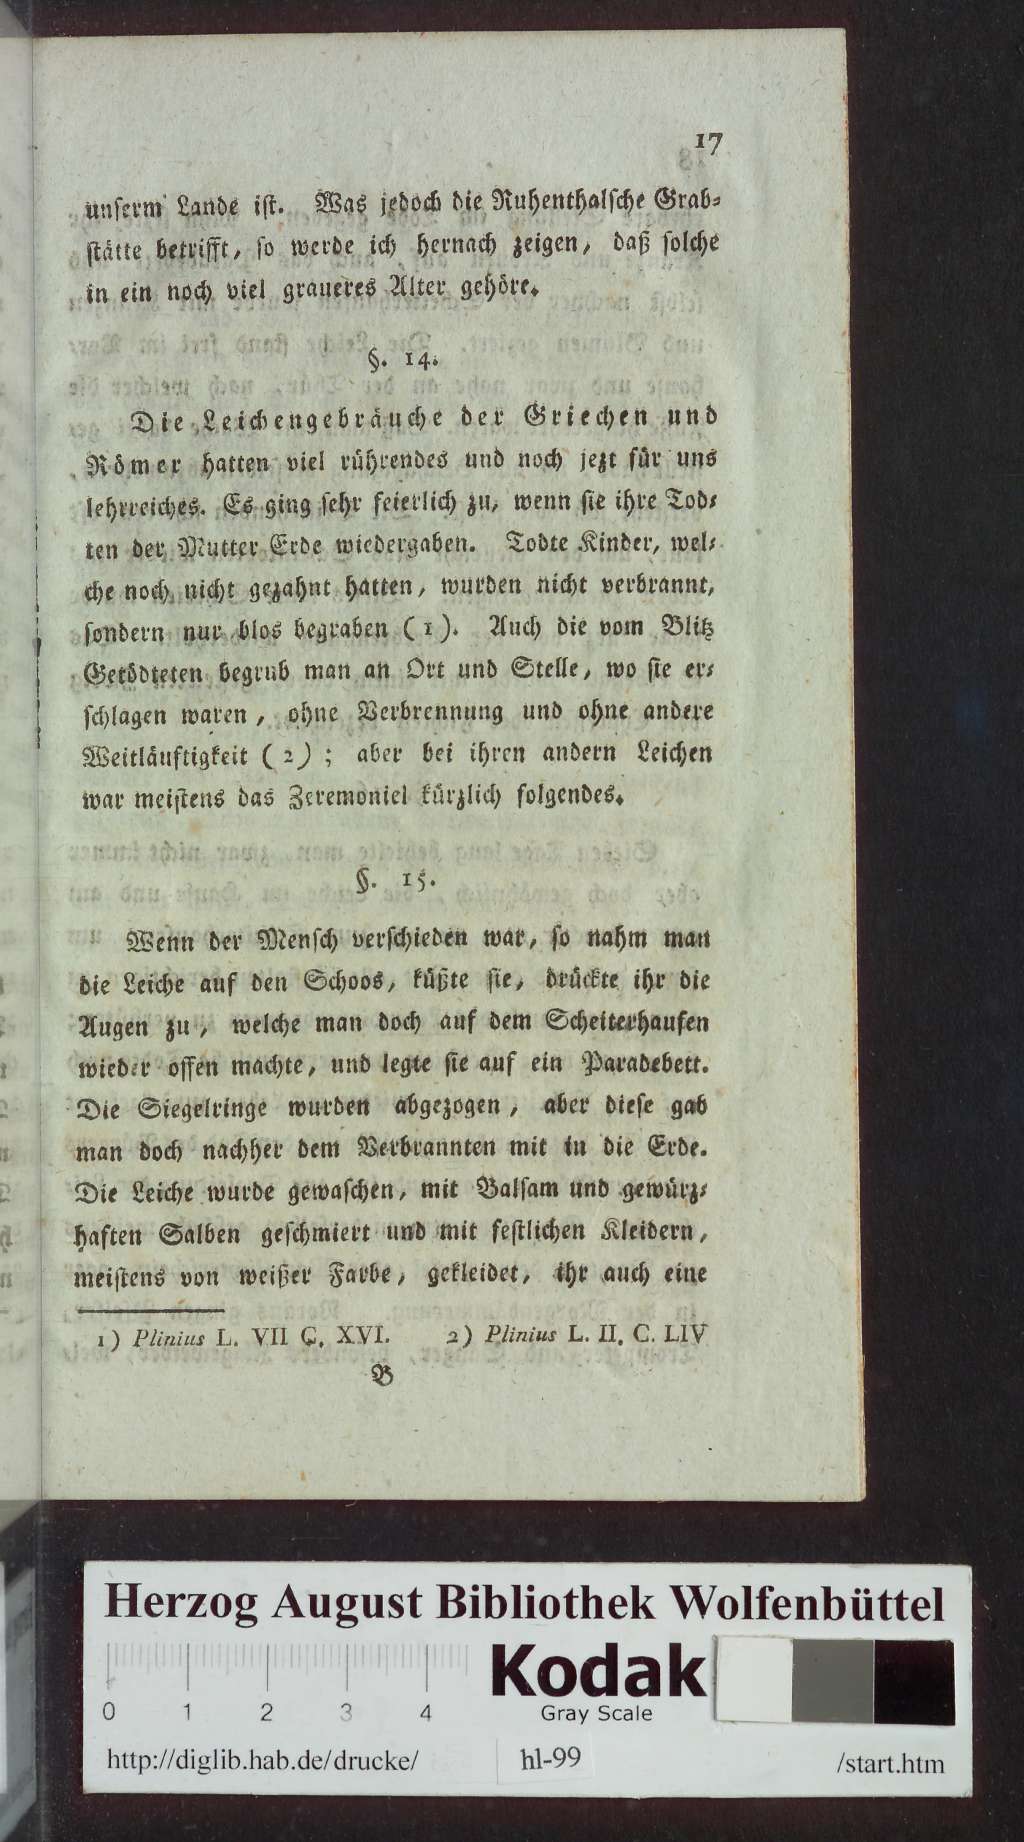 17
unserm Lande ist. Was jedoch die Ruhenthalsche Grab-
stätte betrifft, so werde ich hernach zeigen, daß solche
in ein noch viel graueres Alter gehöre.
§. 14.
Die Leichengebräuche der Griechen und
Römer hatten viel rührendes und noch jezt für uns
lehrreiches. Es ging sehr feierlich zu, wenn sie ihre Tod-
ten der Mutter Erde wiedergaben. Todte Kinder, wel-
che noch nicht gezahnt hatten, wurden nicht verbrannt,
sondern nur blos begraben (1). Auch die vom Blitz
Getödteten begrub man an Ort und Stelle, wo sie er-
schlagen waren, ohne Verbrennung und ohne andere
Weitläuftigkeit (2); aber bei ihren andern Leichen
war meistens das Zeremoniel kürzlich folgendes.
§. 15.
Wenn der Mensch verschieden war, so nahm man
die Leiche auf den Schoos, küßte sie, drückte ihr die
Augen zu, welche man doch auf dem Scheiterhaufen
wieder offen machte, und legte sie auf ein Paradebett.
Die Siegelringe wurden abgezogen, aber diese gab
man doch nachher dem Verbrannten mit in die Erde.
Die Leiche wurde gewaschen, mit Balsam und gewürz-
haften Salben geschmiert und mit festlichen Kleidern,
meistens von weißer Farbe, gekleidet, ihr auch eine
1) Plinius L. VII C. XVI. 2) Plinius L. II. C. LIV
B
Herzog August Bibliothek Wolfenbüttel
Kodak
Gray Scale
0 1 2 3 4
http://diglib.hab.de/drucke/ hl-99 /start.htm